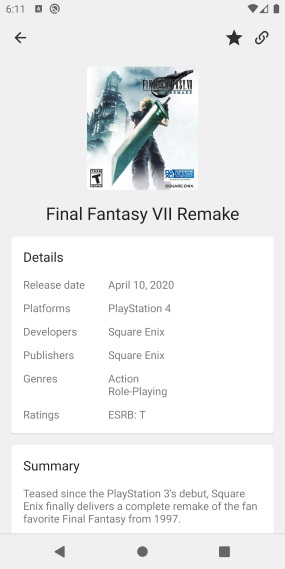 6:11
FINAL FANTASY VII
REMAKE
T
SQUARE ENIX
Final Fantasy VII Remake
Details
Release date April 10, 2020
Platforms PlayStation 4
Developers Square Enix
Publishers Square Enix
Genres Action
Role-Playing
Ratings ESRB: T
Summary
Teased since the PlayStation 3's debut, Square
Enix finally delivers a complete remake of the fan
favorite Final Fantasy from 1997.